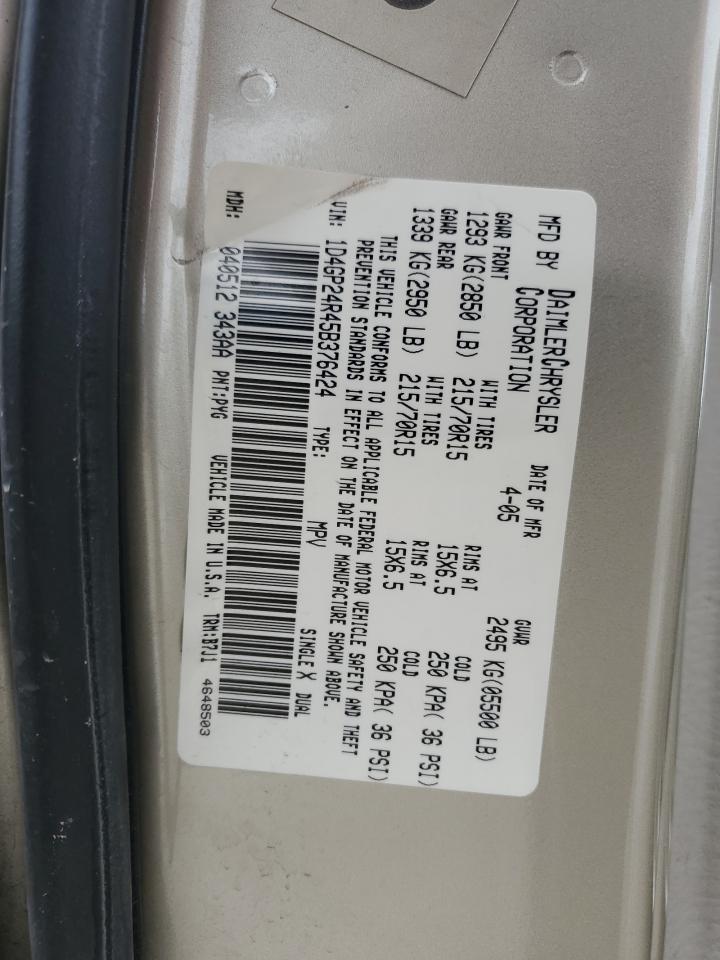 MFD BY DAIMLERCHRYSLER CORPORATION
DATE OF MFR 4-05
GVWR 2495 KG(05500 LB)
GAWR FRONT WITH TIRES RIMS AT COLD
1293 KG(2850 LB) 215/70R15 15X6.5 250 KPA( 36 PSI)
GAWR REAR WITH TIRES RIMS AT COLD
1339 KG(2950 LB) 215/70R15 15X6.5 250 KPA( 36 PSI)
THIS VEHICLE CONFORMS TO ALL APPLICABLE FEDERAL MOTOR VEHICLE SAFETY AND THEFT
PREVENTION STANDARDS IN EFFECT ON THE DATE OF MANUFACTURE SHOWN ABOVE.
VIN: 1D4GP24R45B376424 TYPE: MPV SINGLE X DUAL
MDH: 040512 343AA PNT:PYG VEHICLE MADE IN U.S.A. TRM:B7J1 4648503